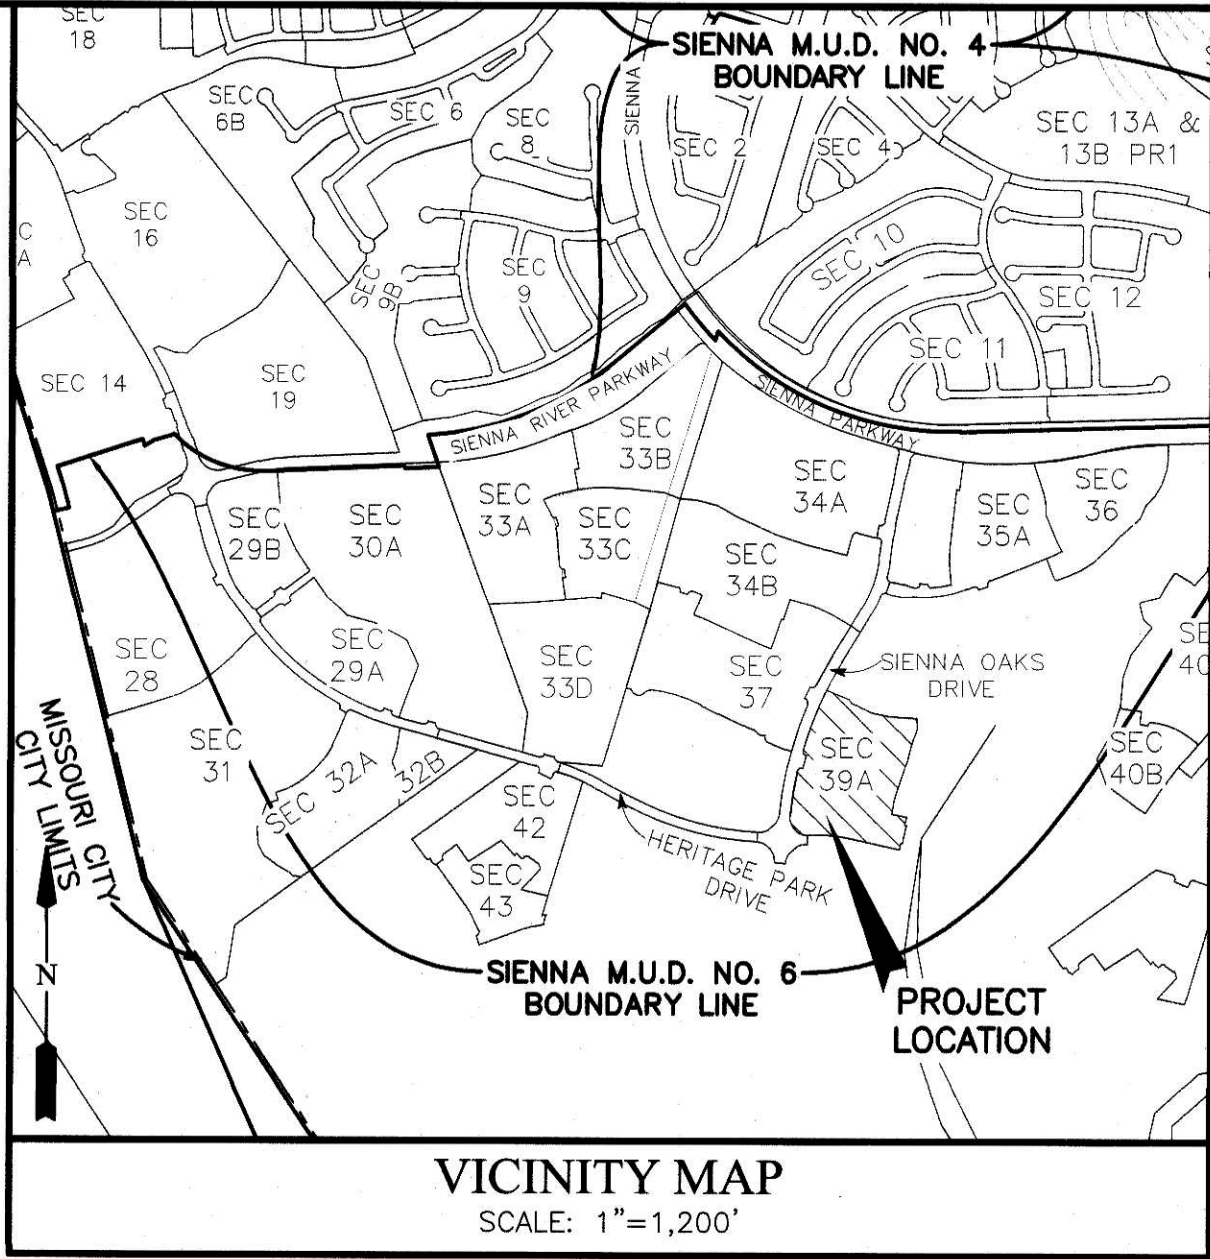 SEC
18
SIENNA M.U.D. NO. 4
BOUNDARY LINE
SIENNA
SEC
6B
SEC 6
SEC
8
SEC 2
SEC 4
SEC 13A &
13B PR1
SEC
16
C
A
SEC
9B
SEC
9
SEC 10
SEC 12
SEC 11
SEC 14
SEC
19
SIENNA RIVER PARKWAY
SIENNA PARKWAY
SEC
33B
SEC
34A
SEC
36
SEC
33A
SEC
35A
SEC
29B
SEC
30A
SEC
33C
SEC
34B
SEC
28
SEC
29A
SEC
33D
SEC
37
SIENNA OAKS
DRIVE
SE
40
MISSOURI CITY
CITY LIMITS
SEC
31
SEC 32A
32B
SEC
39A
SEC
40B
SEC
42
HERITAGE PARK
DRIVE
SEC
43
N
SIENNA M.U.D. NO. 6
BOUNDARY LINE
PROJECT
LOCATION
VICINITY MAP
SCALE: 1"=1,200'